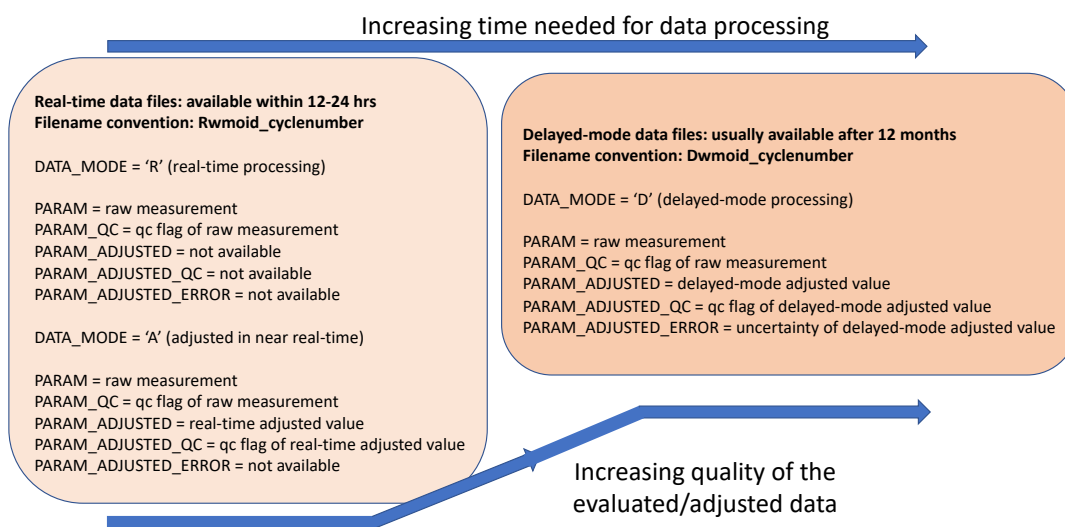 Increasing time needed for data processing
Real-time data files: available within 12-24 hrs
Filename convention: Rwmoid_cyclenumber
DATA_MODE = ‘R’ (real-time processing)
PARAM = raw measurement
PARAM_QC = qc flag of raw measurement
PARAM_ADJUSTED = not available
PARAM_ADJUSTED_QC = not available
PARAM_ADJUSTED_ERROR = not available
DATA_MODE = ‘A’ (adjusted in near real-time)
PARAM = raw measurement
PARAM_QC = qc flag of raw measurement
PARAM_ADJUSTED = real-time adjusted value
PARAM_ADJUSTED_QC = qc flag of real-time adjusted value
PARAM_ADJUSTED_ERROR = not available
Delayed-mode data files: usually available after 12 months
Filename convention: Dwmoid_cyclenumber
DATA_MODE = ‘D’ (delayed-mode processing)
PARAM = raw measurement
PARAM_QC = qc flag of raw measurement
PARAM_ADJUSTED = delayed-mode adjusted value
PARAM_ADJUSTED_QC = qc flag of delayed-mode adjusted value
PARAM_ADJUSTED_ERROR = uncertainty of delayed-mode adjusted value
Increasing quality of the
evaluated/adjusted data